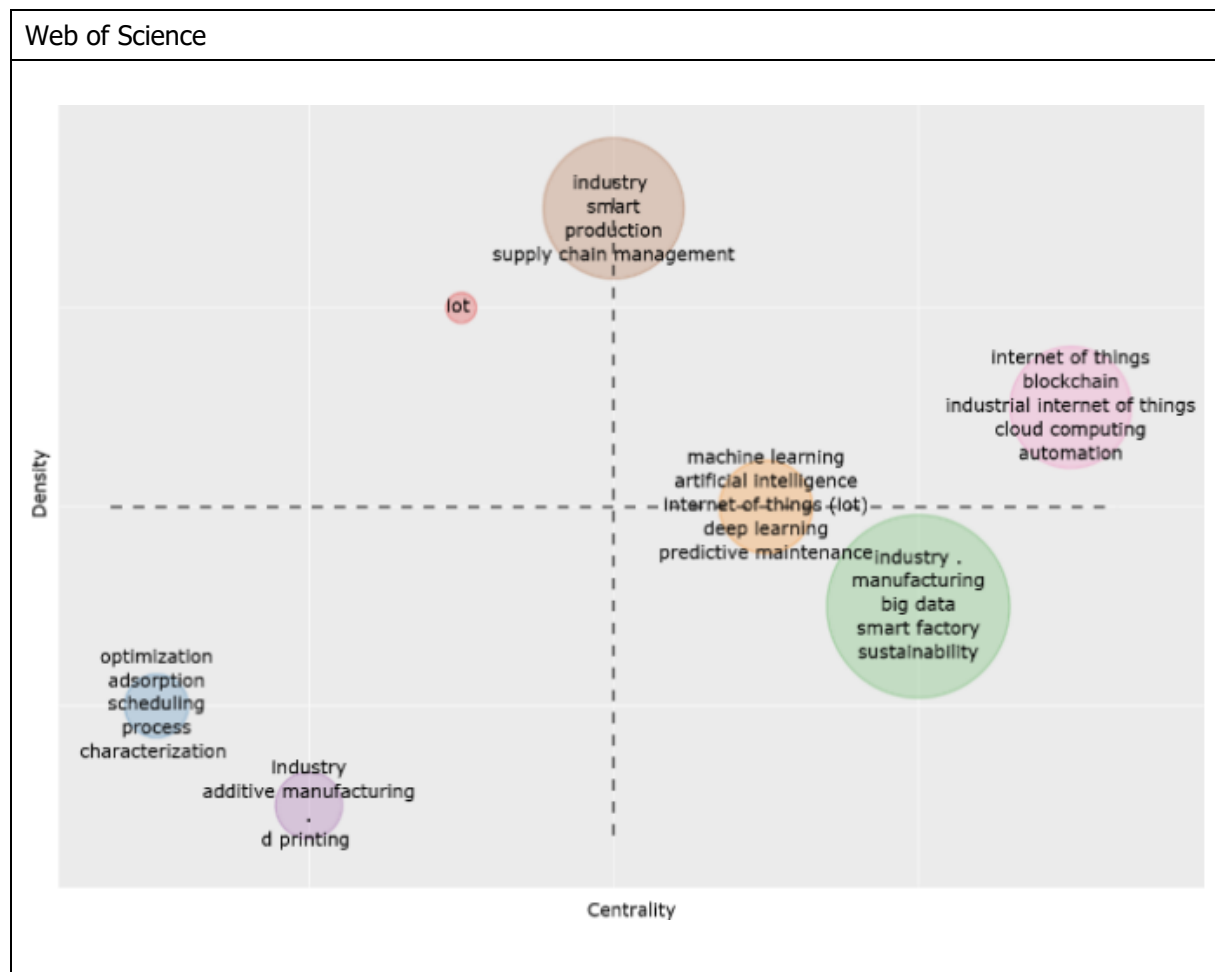 Web of Science
industry
smart
production
supply chain management
iot
internet of things
blockchain
industrial internet of things
cloud computing
automation
machine learning
artificial intelligence
internet of things (iot)
deep learning
predictive maintenance
industry .
manufacturing
big data
smart factory
sustainability
optimization
adsorption
scheduling
process
characterization
industry
additive manufacturing
.
d printing
Density
Centrality